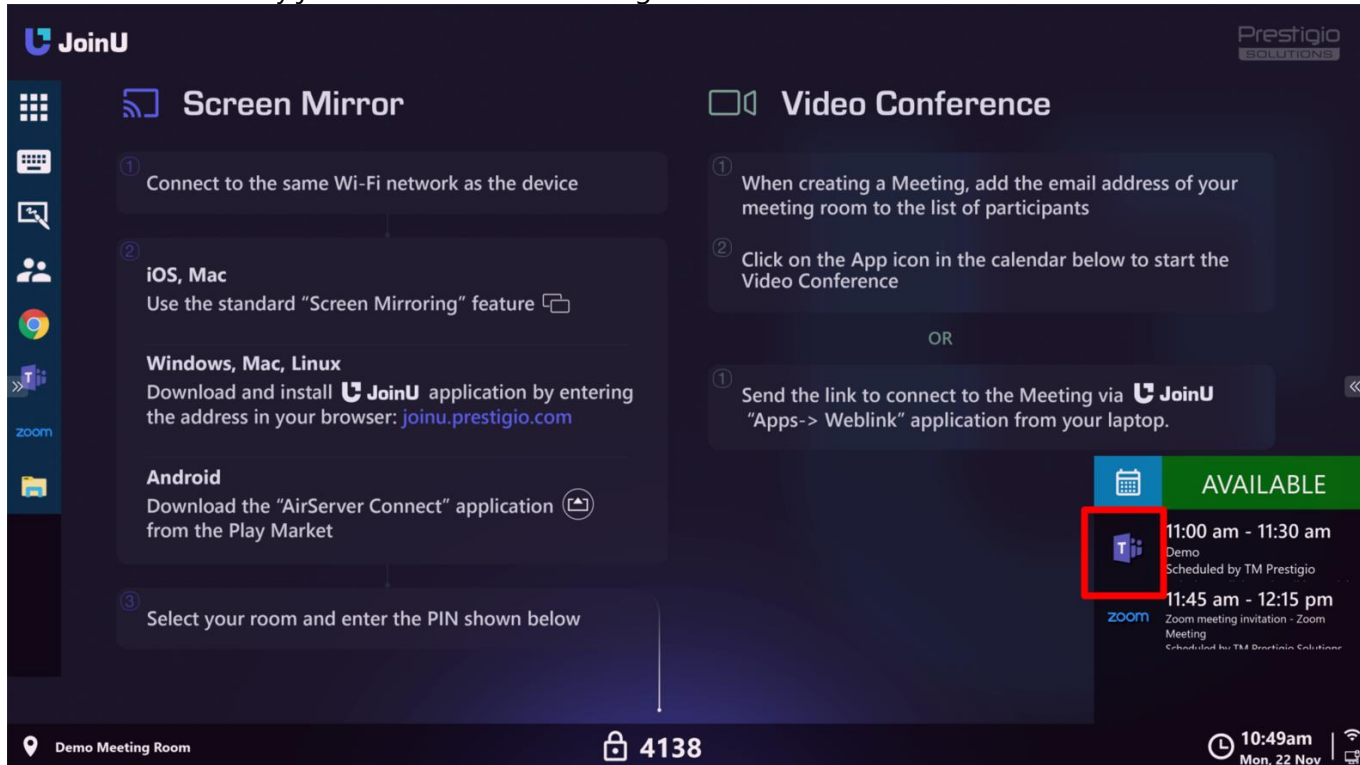 JoinU
Prestigio
SOLUTIONS
Screen Mirror
1
Connect to the same Wi-Fi network as the device
2
iOS, Mac
Use the standard “Screen Mirroring” feature
Windows, Mac, Linux
Download and install JoinU application by entering
the address in your browser: joinu.prestigio.com
Android
Download the “AirServer Connect” application
from the Play Market
3
Select your room and enter the PIN shown below
Video Conference
1
When creating a Meeting, add the email address of your
meeting room to the list of participants
2
Click on the App icon in the calendar below to start the
Video Conference
OR
1
Send the link to connect to the Meeting via JoinU
“Apps-> Weblink” application from your laptop.
T
zoom
AVAILABLE
T
11:00 am - 11:30 am
Demo
Scheduled by TM Prestigio
zoom
11:45 am - 12:15 pm
Zoom meeting invitation - Zoom
Meeting
Scheduled by TM Prestigio Solutions
Demo Meeting Room
4138
10:49am
Mon, 22 Nov